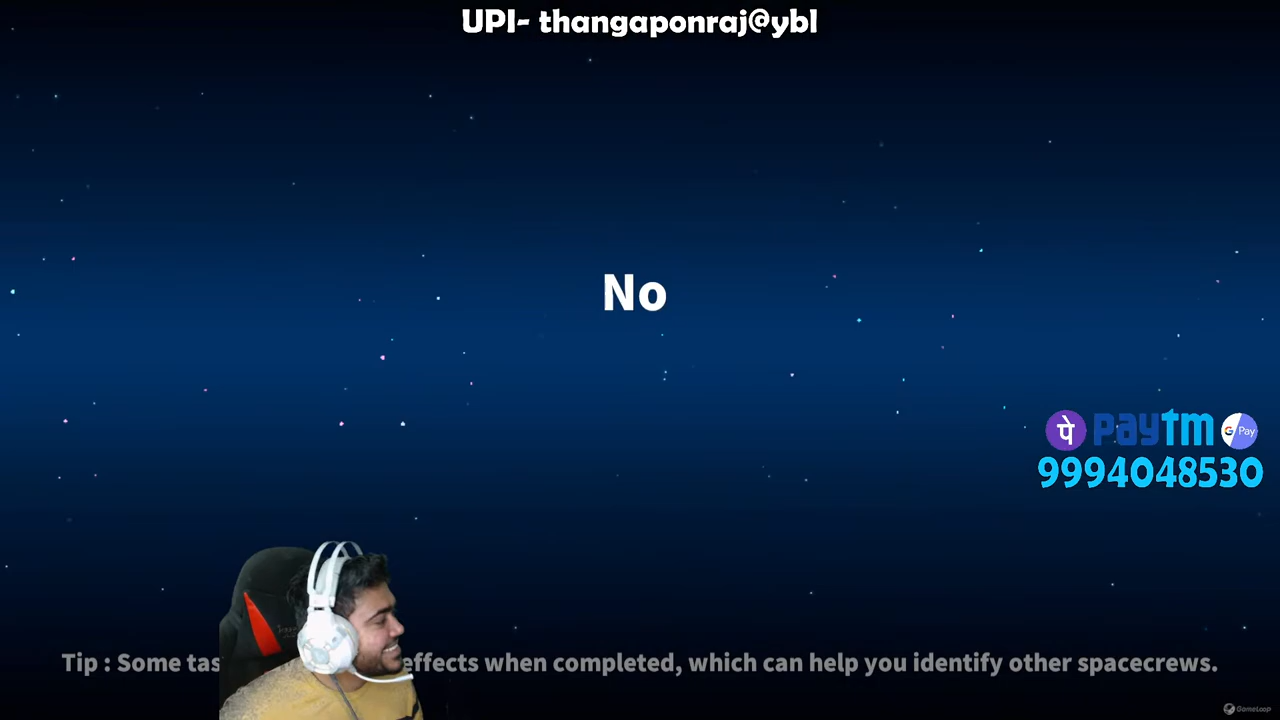 UPI- thangaponraj@ybl
No
पे paytm G Pay
9994048530
Tip : Some tas effects when completed, which can help you identify other spacecrews.
GameLoop